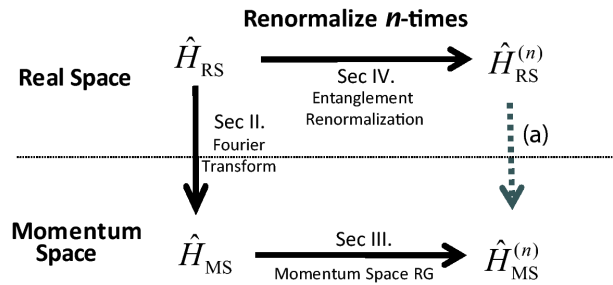 Renormalize n-times
Real Space
Ĥ_RS
Sec IV.
Entanglement
Renormalization
Ĥ_RS^(n)
Sec II.
Fourier
Transform
(a)
Momentum
Space
Ĥ_MS
Sec III.
Momentum Space RG
Ĥ_MS^(n)